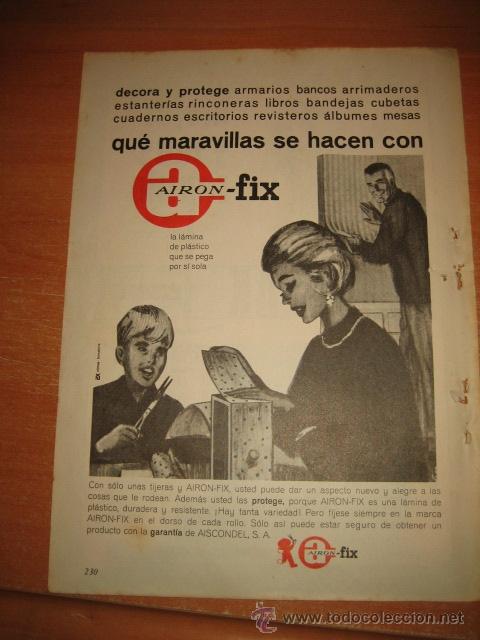 decora y protege armarios bancos arrimaderos
estanterías rinconeras libros bandejas cubetas
cuadernos escritorios revisteros álbumes mesas
qué maravillas se hacen con
a
AIRON-fix
la lámina
de plástico
que se pega
por sí sola
Con sólo unas tijeras y AIRON-FIX, usted puede dar un aspecto nuevo y alegre a las
cosas que le rodean. Además usted las protege, porque AIRON-FIX es una lámina de
plástico, duradera y resistente. ¡Hay tanta variedad! Pero fíjese siempre en la marca
AIRON-FIX en el dorso de cada rollo. Sólo así puede estar seguro de obtener un
producto con la garantía de AISCONDEL, S. A.
a
AIRON-fix
230
todocoleccion
www.todocoleccion.net